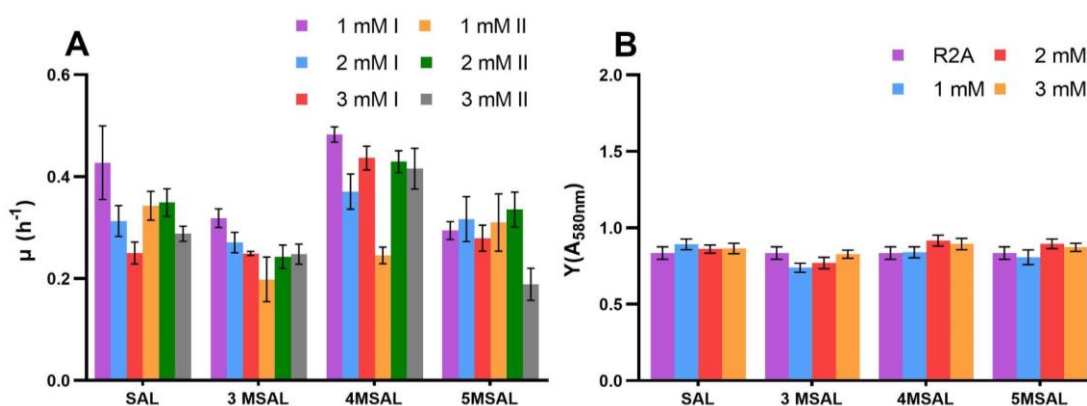 A
1 mM I
1 mM II
2 mM I
2 mM II
3 mM I
3 mM II
μ (h⁻¹)
0.6
0.4
0.2
0.0
SAL
3 MSAL
4MSAL
5MSAL
B
R2A
2 mM
1 mM
3 mM
Y(A₅₈₀ₙₘ)
2.0
1.5
1.0
0.5
0.0
SAL
3 MSAL
4MSAL
5MSAL